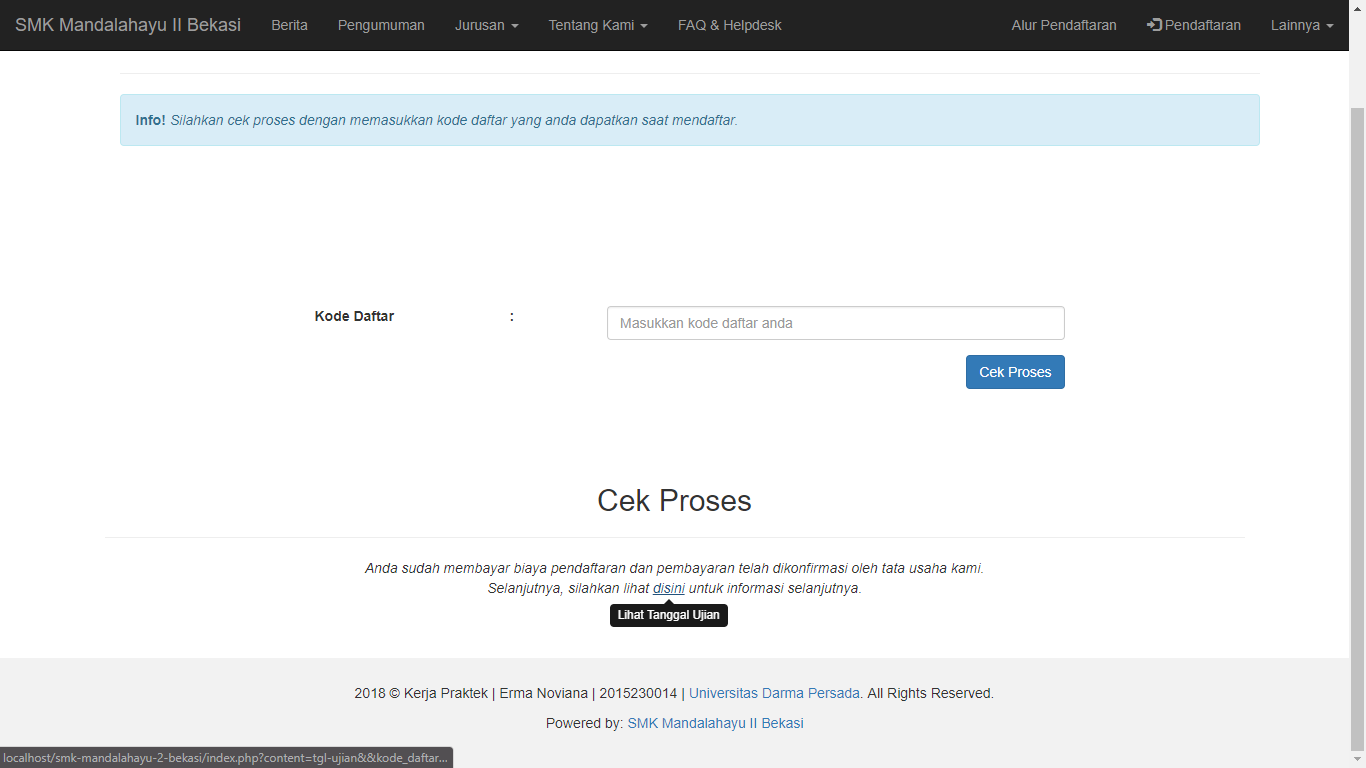 SMK Mandalahayu II Bekasi Berita Pengumuman Jurusan Tentang Kami FAQ & Helpdesk Alur Pendaftaran Pendaftaran Lainnya
Info! Silahkan cek proses dengan memasukkan kode daftar yang anda dapatkan saat mendaftar.
Kode Daftar : Masukkan kode daftar anda
Cek Proses
Cek Proses
Anda sudah membayar biaya pendaftaran dan pembayaran telah dikonfirmasi oleh tata usaha kami.
Selanjutnya, silahkan lihat disini untuk informasi selanjutnya.
Lihat Tanggal Ujian
2018 © Kerja Praktek | Erma Noviana | 2015230014 | Universitas Darma Persada. All Rights Reserved.
Powered by: SMK Mandalahayu II Bekasi
localhost/smk-mandalahayu-2-bekasi/index.php?content=tgl-ujian&&kode_daftar...